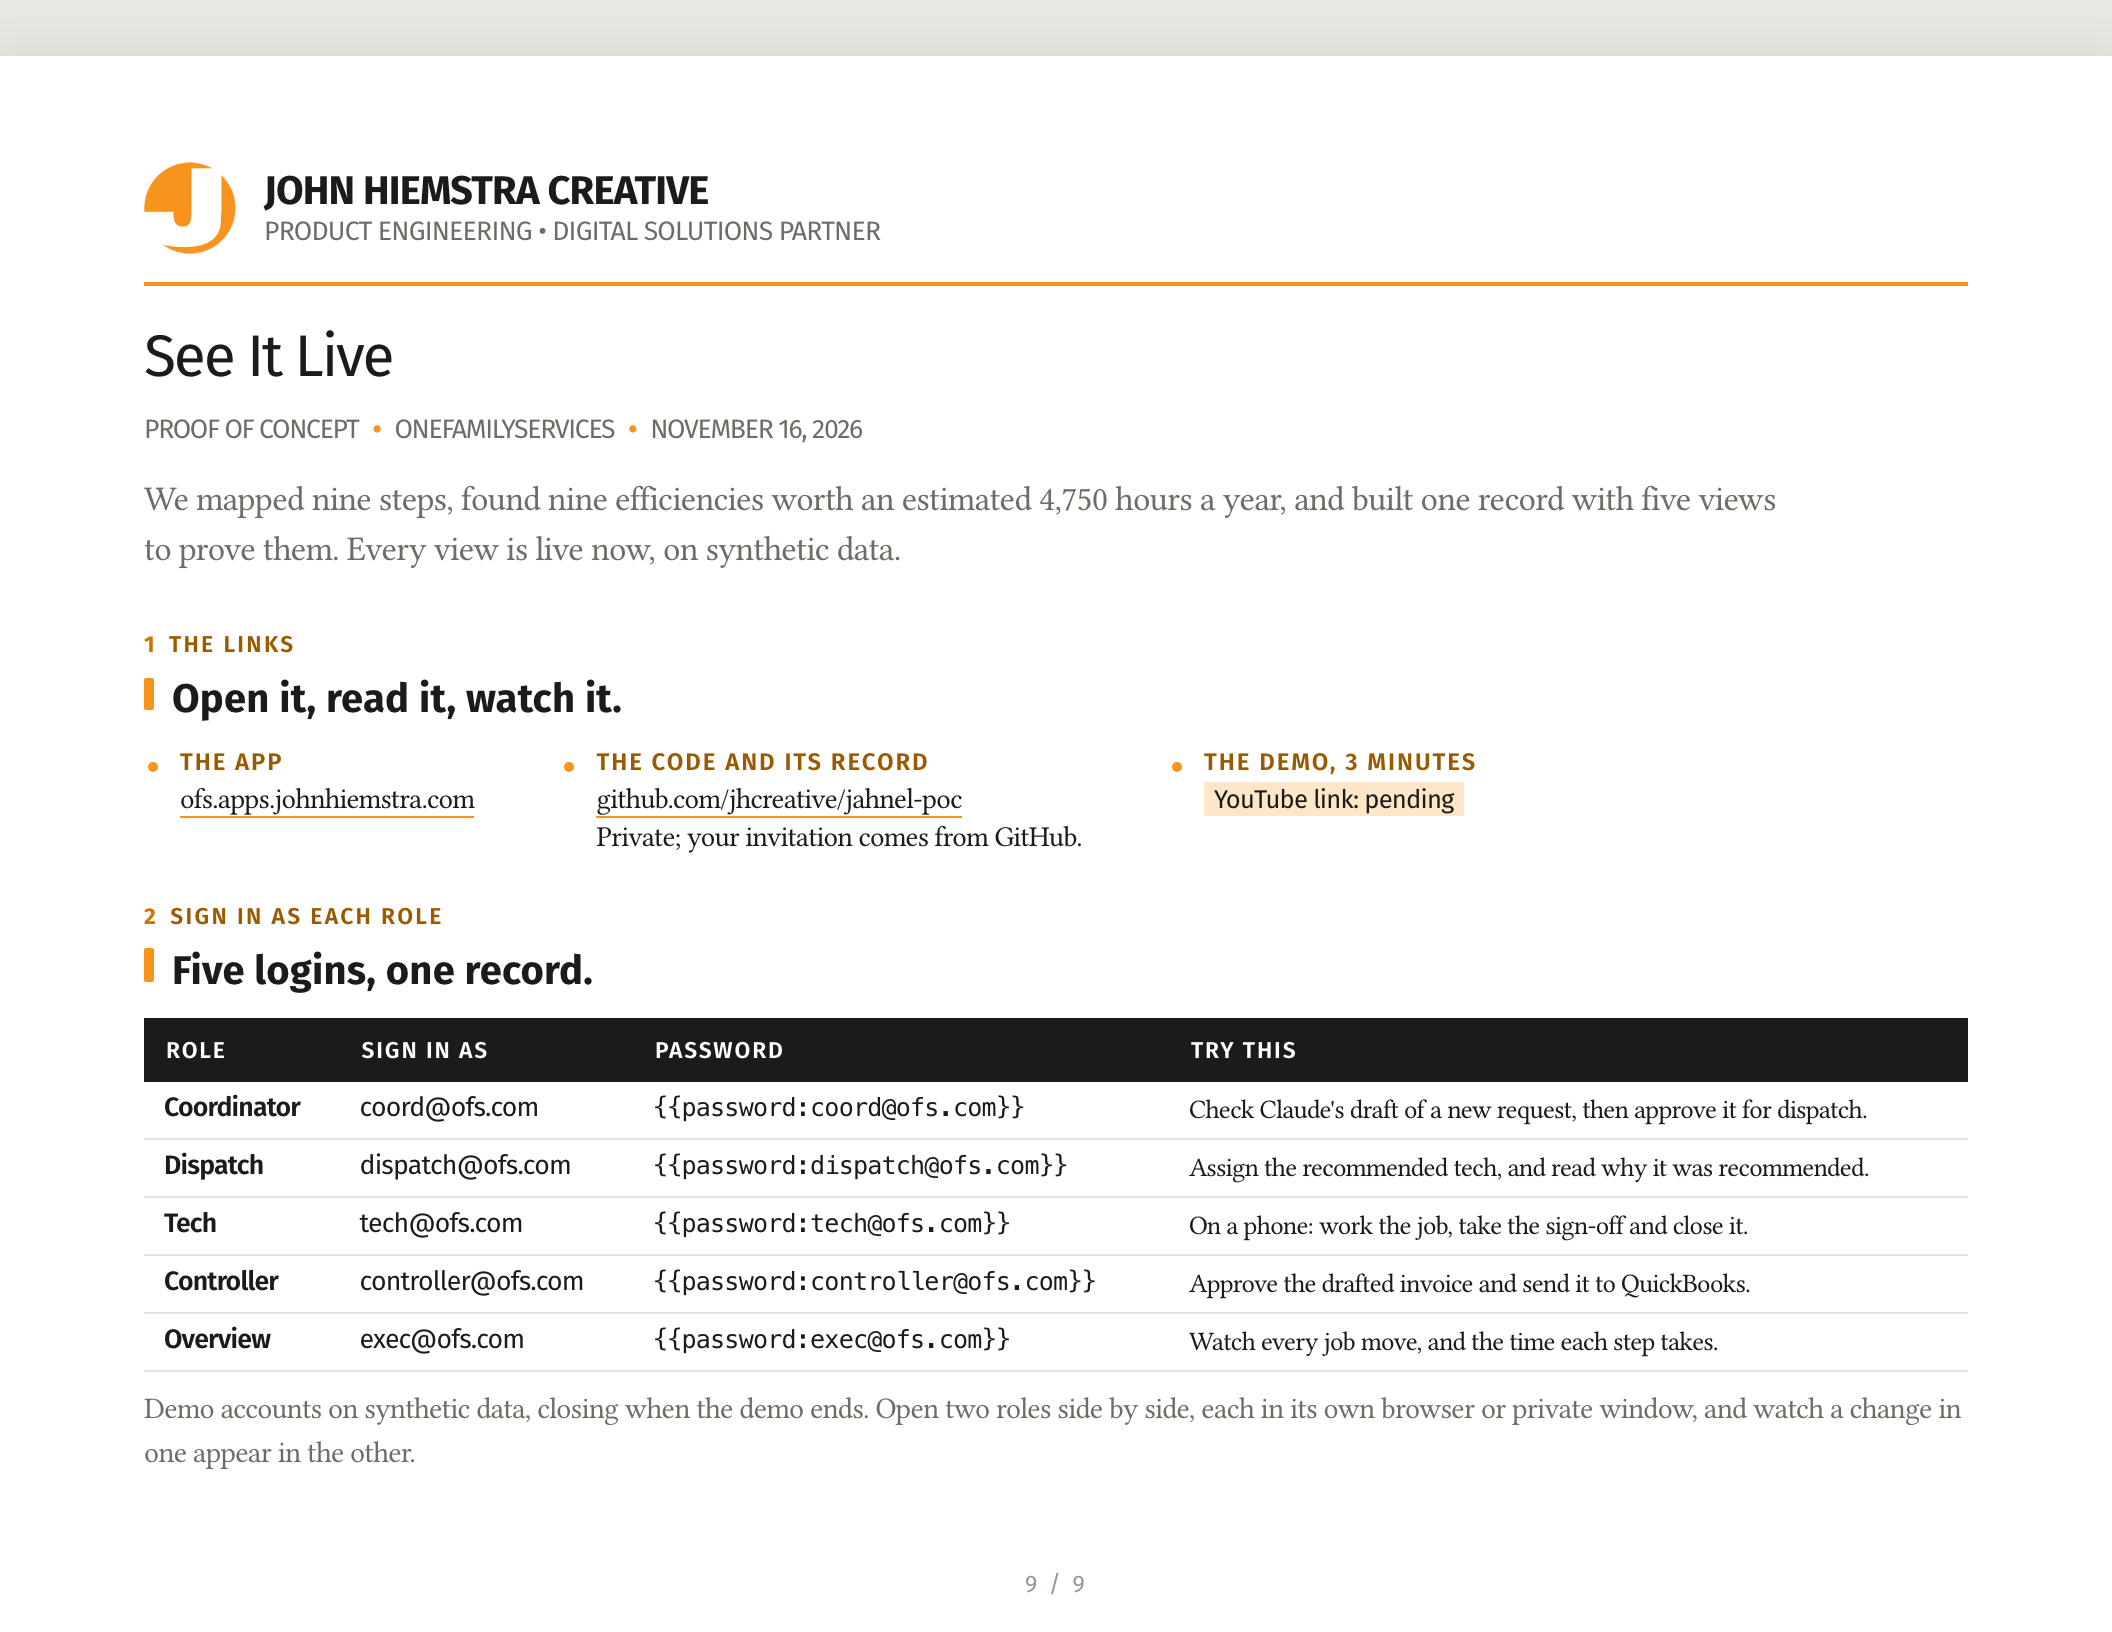 JOHN HIEMSTRA CREATIVE
PRODUCT ENGINEERING • DIGITAL SOLUTIONS PARTNER
See It Live
PROOF OF CONCEPT • ONEFAMILYSERVICES • NOVEMBER 16, 2026
We mapped nine steps, found nine efficiencies worth an estimated 4,750 hours a year, and built one record with five views
to prove them. Every view is live now, on synthetic data.
1 THE LINKS
Open it, read it, watch it.
• THE APP
ofs.apps.johnhiemstra.com
• THE CODE AND ITS RECORD
github.com/jhcreative/jahnel-poc
Private; your invitation comes from GitHub.
• THE DEMO, 3 MINUTES
YouTube link: pending
2 SIGN IN AS EACH ROLE
Five logins, one record.
ROLE SIGN IN AS PASSWORD TRY THIS
Coordinator coord@ofs.com {{password:coord@ofs.com}} Check Claude's draft of a new request, then approve it for dispatch.
Dispatch dispatch@ofs.com {{password:dispatch@ofs.com}} Assign the recommended tech, and read why it was recommended.
Tech tech@ofs.com {{password:tech@ofs.com}} On a phone: work the job, take the sign-off and close it.
Controller controller@ofs.com {{password:controller@ofs.com}} Approve the drafted invoice and send it to QuickBooks.
Overview exec@ofs.com {{password:exec@ofs.com}} Watch every job move, and the time each step takes.
Demo accounts on synthetic data, closing when the demo ends. Open two roles side by side, each in its own browser or private window, and watch a change in
one appear in the other.
9 / 9